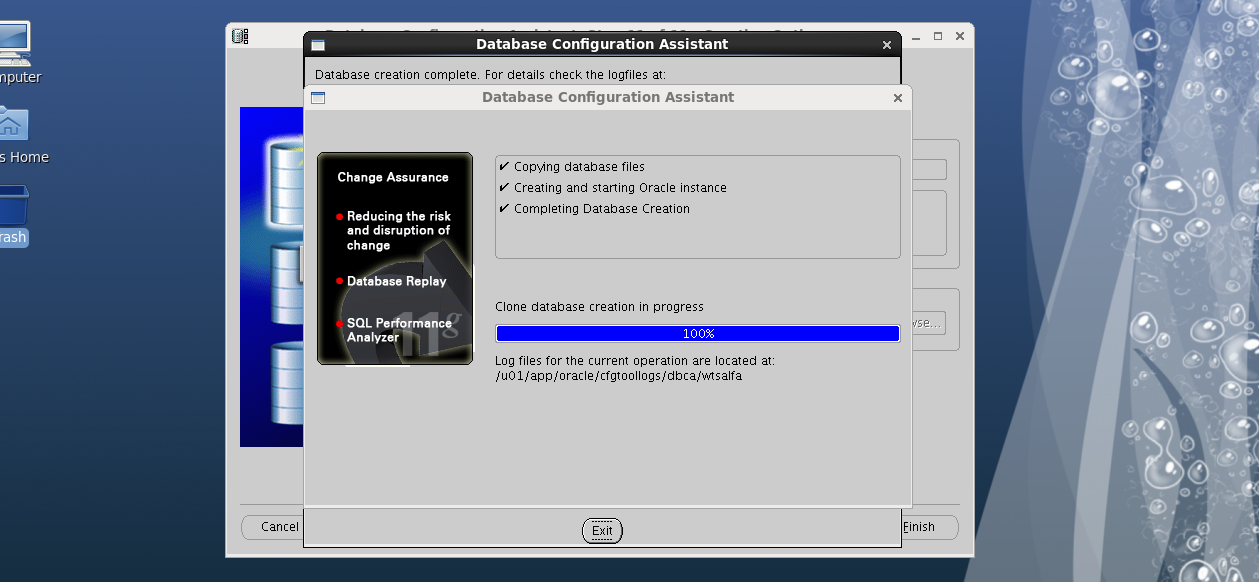 mputer
s Home
rash
Database Configuration Assistant
Database creation complete. For details check the logfiles at:
Database Configuration Assistant
Change Assurance
Reducing the risk
and disruption of
change
Database Replay
SQL Performance
Analyzer
11g
✔ Copying database files
✔ Creating and starting Oracle instance
✔ Completing Database Creation
Clone database creation in progress
100%
Log files for the current operation are located at:
/u01/app/oracle/cfgtoollogs/dbca/wtsalfa
wse...
Cancel
Exit
Finish